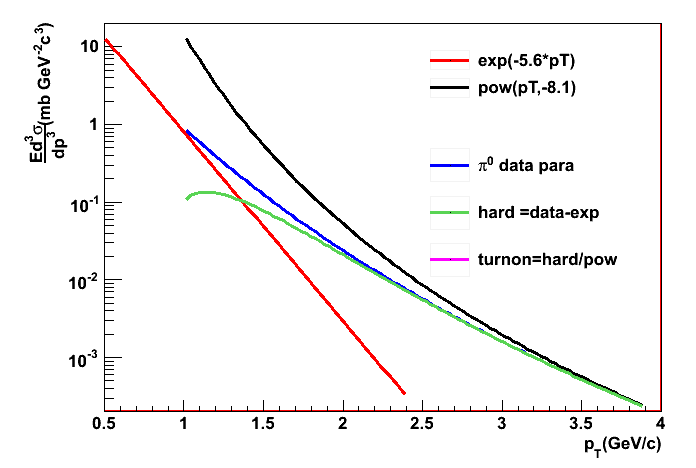 Ed³σ/dp³ (mb GeV⁻²c³)
10
1
10⁻¹
10⁻²
10⁻³
exp(-5.6*pT)
pow(pT,-8.1)
π⁰ data para
hard =data-exp
turnon=hard/pow
0.5 1 1.5 2 2.5 3 3.5 4
p_T(GeV/c)